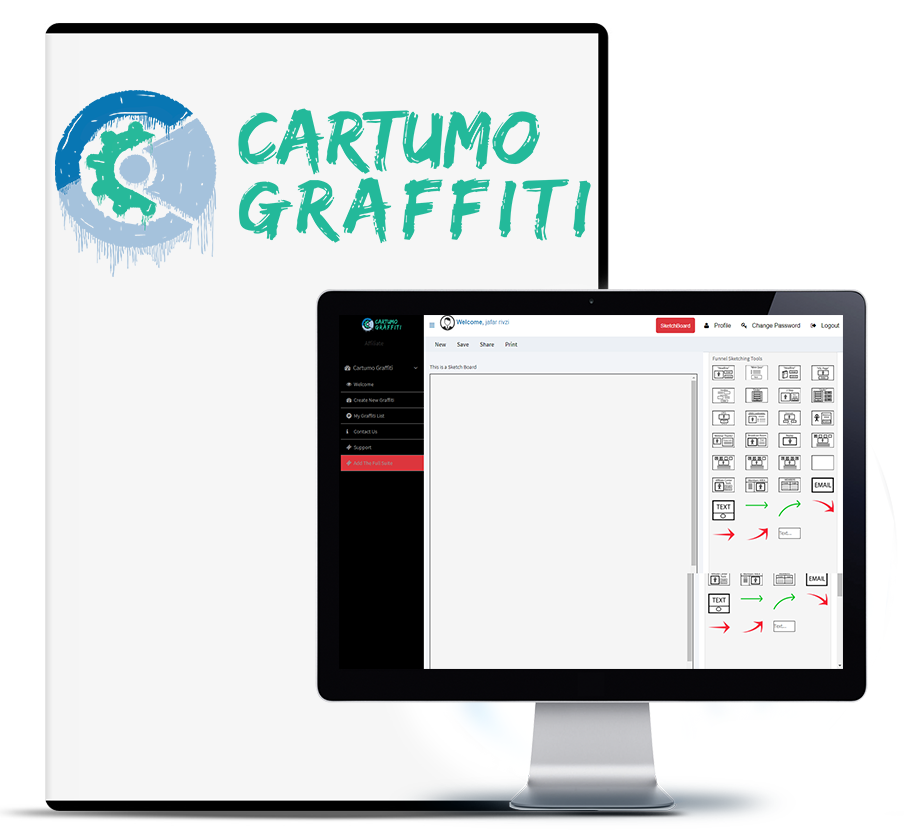 CARTUMO
GRAFFITI
CARTUMO
GRAFFITI
Affiliate
Welcome, jafar rivzi
SketchBoard
Profile
Change Password
Logout
New
Save
Share
Print
Cartumo Graffiti
Welcome
Create New Graffiti
My Graffiti List
Contact Us
Support
Add The Full Suite
This is a Sketch Board
Funnel Sketching Tools
EMAIL
TEXT
Text...
EMAIL
TEXT
Text...